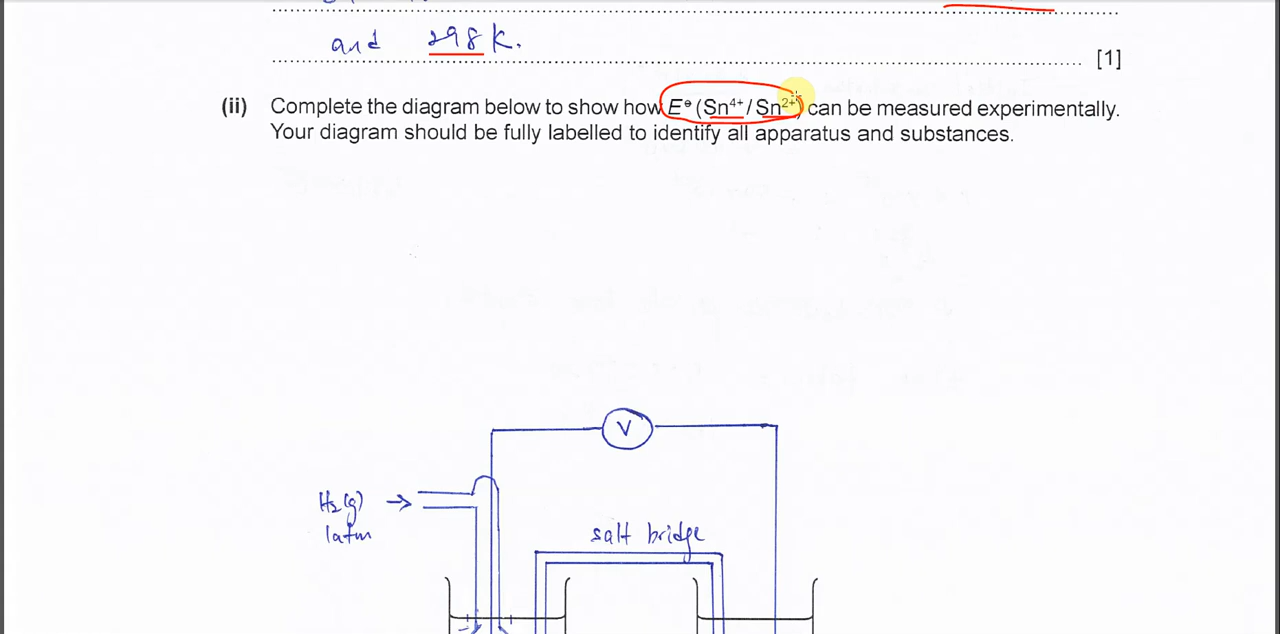 and 298 K.
[1]
(ii) Complete the diagram below to show how E⦵ (Sn⁴⁺ / Sn²⁺) can be measured experimentally.
Your diagram should be fully labelled to identify all apparatus and substances.
V
H₂(g)
1atm
salt bridge